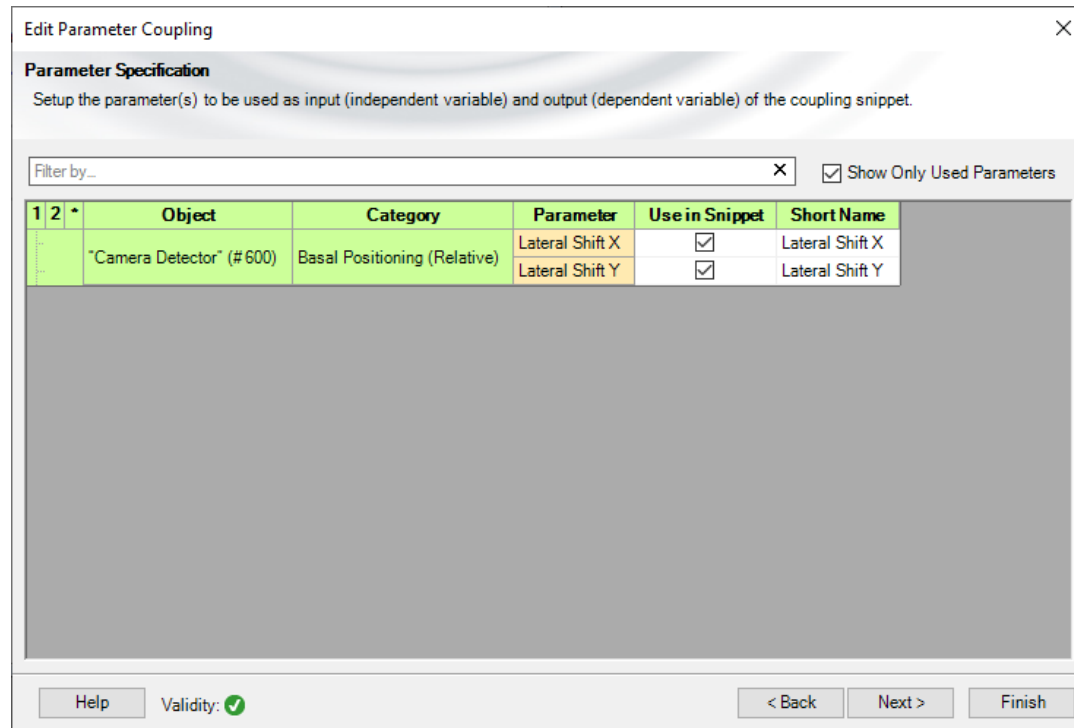 Edit Parameter Coupling
Parameter Specification
Setup the parameter(s) to be used as input (independent variable) and output (dependent variable) of the coupling snippet.
Filter by...
Show Only Used Parameters
1 2 * Object Category Parameter Use in Snippet Short Name
"Camera Detector" (#600) Basal Positioning (Relative) Lateral Shift X Lateral Shift X
Lateral Shift Y Lateral Shift Y
Help Validity: < Back Next > Finish